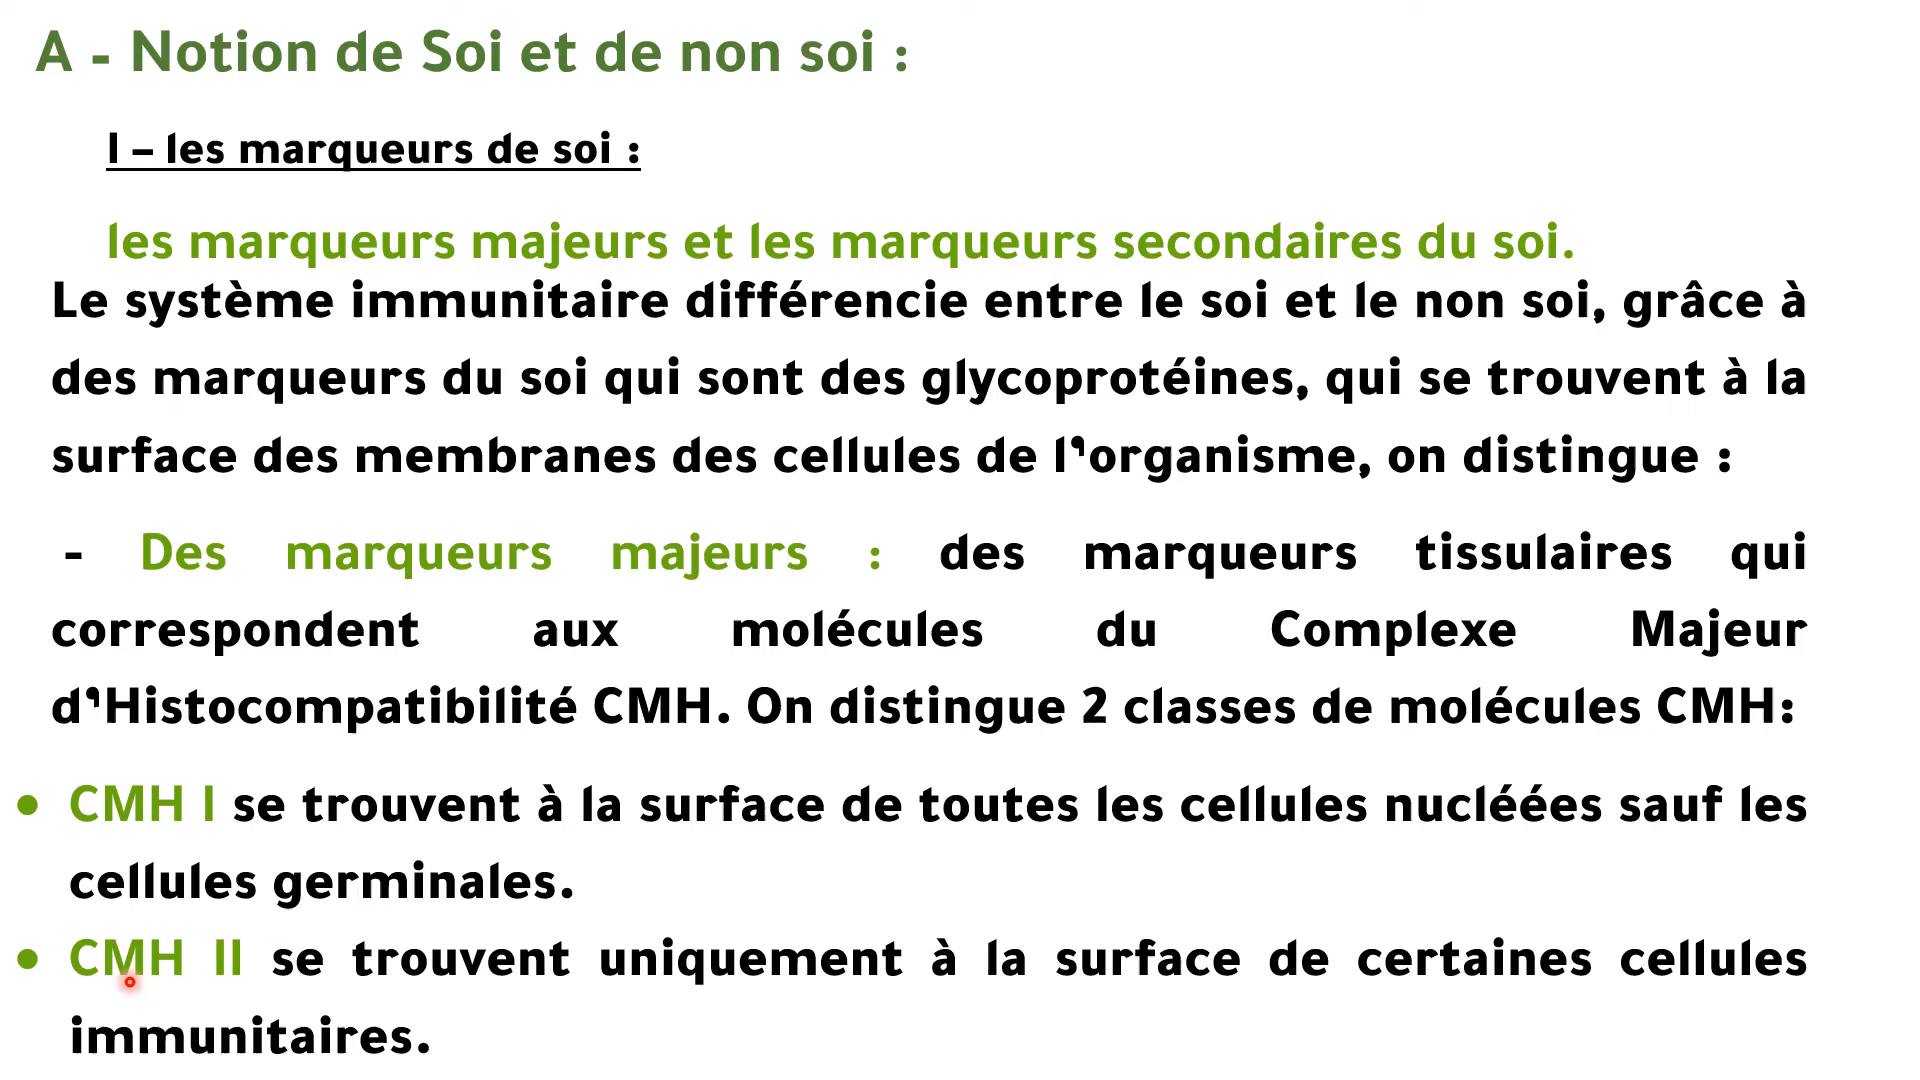 A - Notion de Soi et de non soi :
I – les marqueurs de soi :
les marqueurs majeurs et les marqueurs secondaires du soi.
Le système immunitaire différencie entre le soi et le non soi, grâce à
des marqueurs du soi qui sont des glycoprotéines, qui se trouvent à la
surface des membranes des cellules de l'organisme, on distingue :
- Des marqueurs majeurs : des marqueurs tissulaires qui
correspondent aux molécules du Complexe Majeur
d'Histocompatibilité CMH. On distingue 2 classes de molécules CMH:
• CMH I se trouvent à la surface de toutes les cellules nucléées sauf les
cellules germinales.
• CMH II se trouvent uniquement à la surface de certaines cellules
immunitaires.